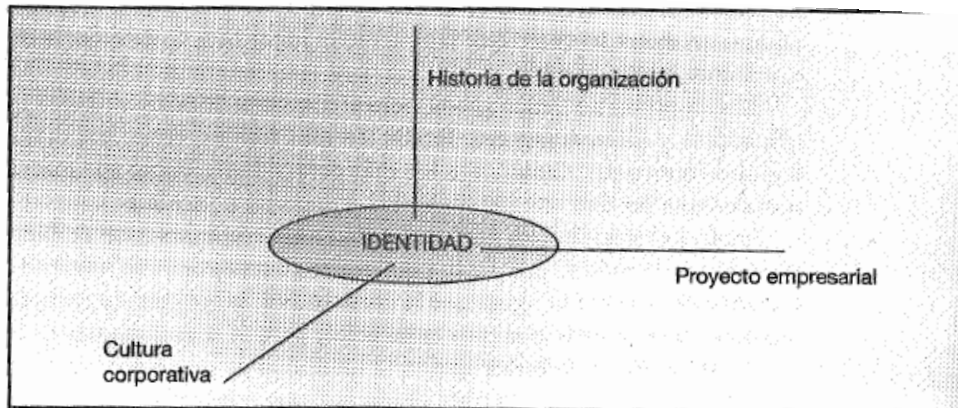 Historia de la organización
IDENTIDAD
Proyecto empresarial
Cultura
corporativa